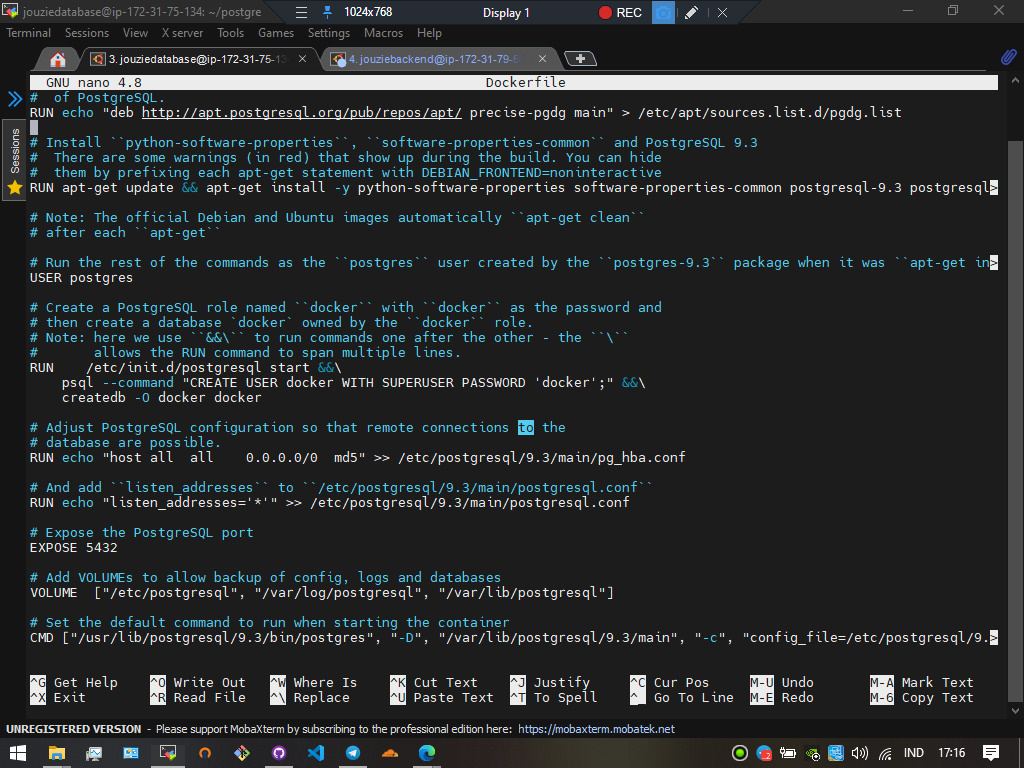 jouziedatabase@ip-172-31-75-134: ~/postgre
1024x768
Display 1
REC
Terminal Sessions View X server Tools Games Settings Macros Help
3. jouziedatabase@ip-172-31-75-13
4. jouziebackend@ip-172-31-79-8
Sessions
GNU nano 4.8 Dockerfile
#  of PostgreSQL.
RUN echo "deb http://apt.postgresql.org/pub/repos/apt/ precise-pgdg main" > /etc/apt/sources.list.d/pgdg.list
# Install ``python-software-properties``, ``software-properties-common`` and PostgreSQL 9.3
#  There are some warnings (in red) that show up during the build. You can hide
#  them by prefixing each apt-get statement with DEBIAN_FRONTEND=noninteractive
RUN apt-get update && apt-get install -y python-software-properties software-properties-common postgresql-9.3 postgresql>
# Note: The official Debian and Ubuntu images automatically ``apt-get clean``
# after each ``apt-get``
# Run the rest of the commands as the ``postgres`` user created by the ``postgres-9.3`` package when it was ``apt-get in>
USER postgres
# Create a PostgreSQL role named ``docker`` with ``docker`` as the password and
# then create a database `docker` owned by the ``docker`` role.
# Note: here we use ``&&\`` to run commands one after the other - the ``\``
#       allows the RUN command to span multiple lines.
RUN    /etc/init.d/postgresql start &&\
    psql --command "CREATE USER docker WITH SUPERUSER PASSWORD 'docker';" &&\
    createdb -O docker docker
# Adjust PostgreSQL configuration so that remote connections to the
# database are possible.
RUN echo "host all  all    0.0.0.0/0  md5" >> /etc/postgresql/9.3/main/pg_hba.conf
# And add ``listen_addresses`` to ``/etc/postgresql/9.3/main/postgresql.conf``
RUN echo "listen_addresses='*'" >> /etc/postgresql/9.3/main/postgresql.conf
# Expose the PostgreSQL port
EXPOSE 5432
# Add VOLUMEs to allow backup of config, logs and databases
VOLUME  ["/etc/postgresql", "/var/log/postgresql", "/var/lib/postgresql"]
# Set the default command to run when starting the container
CMD ["/usr/lib/postgresql/9.3/bin/postgres", "-D", "/var/lib/postgresql/9.3/main", "-c", "config_file=/etc/postgresql/9.>
^G Get Help ^O Write Out ^W Where Is ^K Cut Text ^J Justify ^C Cur Pos M-U Undo M-A Mark Text
^X Exit ^R Read File ^\ Replace ^U Paste Text ^T To Spell ^_ Go To Line M-E Redo M-6 Copy Text
UNREGISTERED VERSION - Please support MobaXterm by subscribing to the professional edition here: https://mobaxterm.mobatek.net
IND 17:16